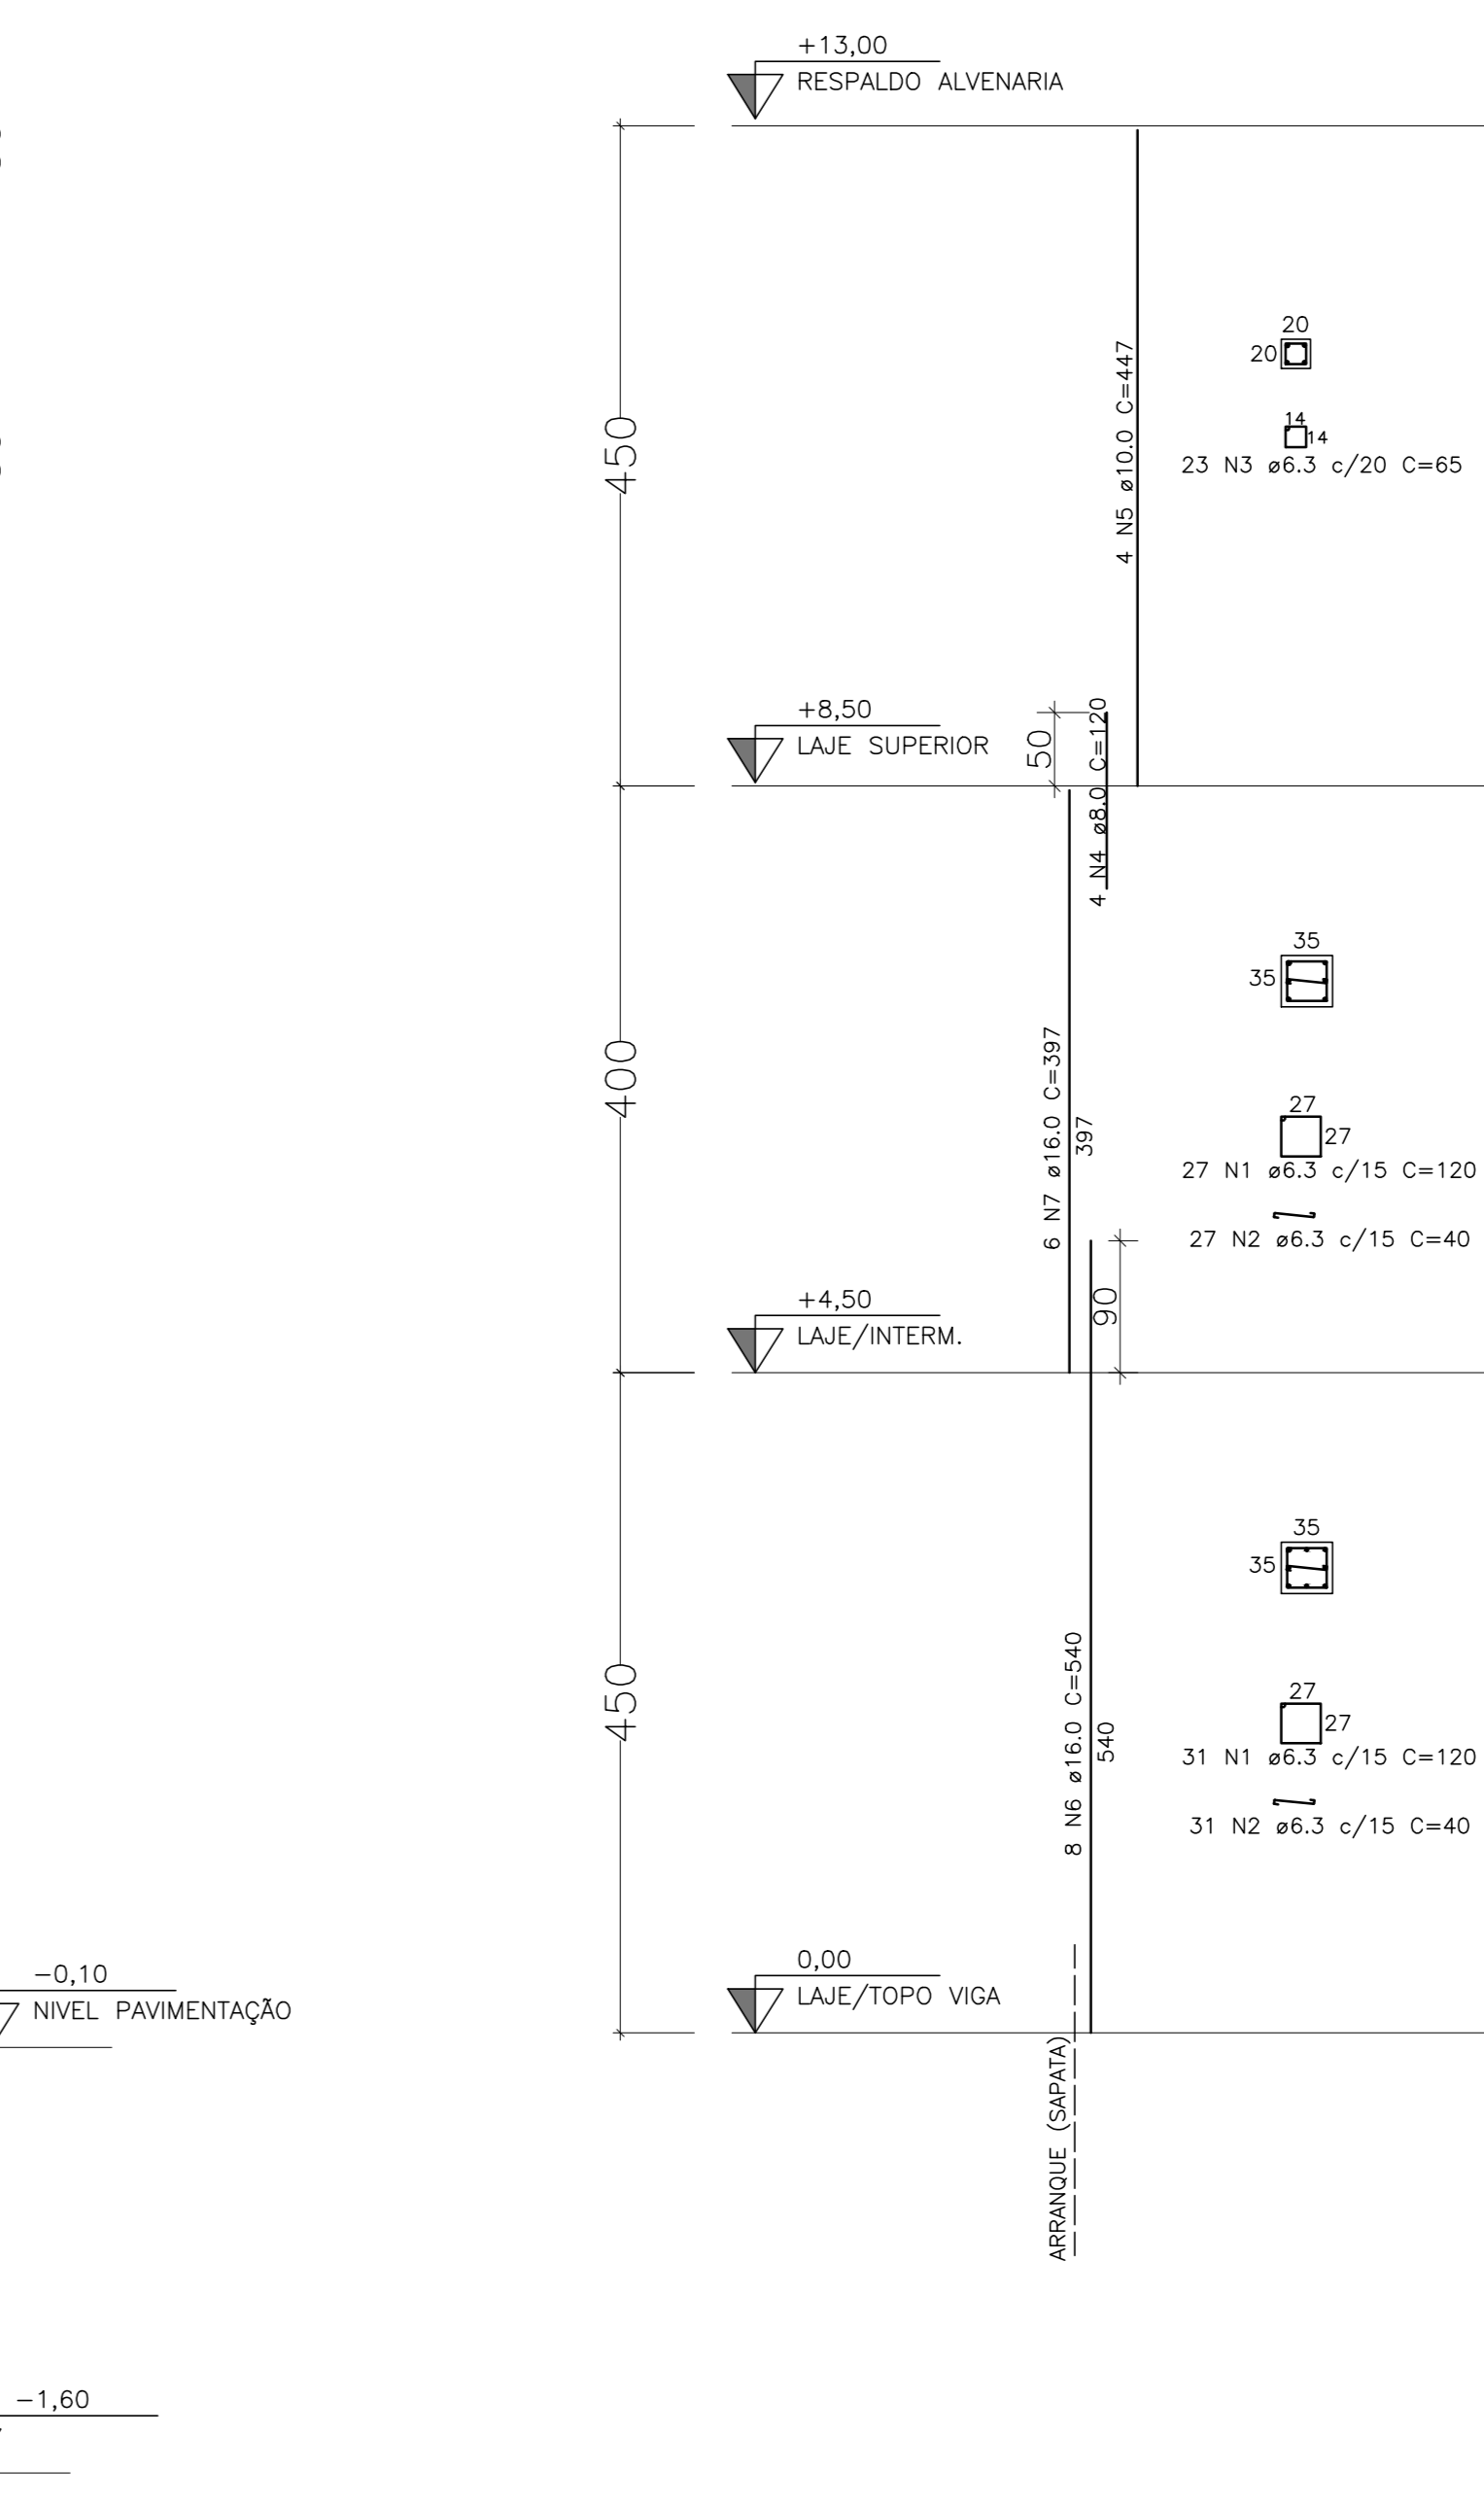 +13,00
RESPALDO ALVENARIA
450
4 N5 ø10.0 C=447
20
20
14
14
23 N3 ø6.3 c/20 C=65
+8,50
LAJE SUPERIOR
50
4 N4 ø8.0 C=120
400
6 N7 ø16.0 C=397
397
35
35
27
27
27 N1 ø6.3 c/15 C=120
27 N2 ø6.3 c/15 C=40
+4,50
LAJE/INTERM.
90
450
8 N6 ø16.0 C=540
540
35
35
27
27
31 N1 ø6.3 c/15 C=120
31 N2 ø6.3 c/15 C=40
0,00
LAJE/TOPO VIGA
ARRANQUE (SAPATA)
-0,10
NIVEL PAVIMENTAÇÃO
-1,60